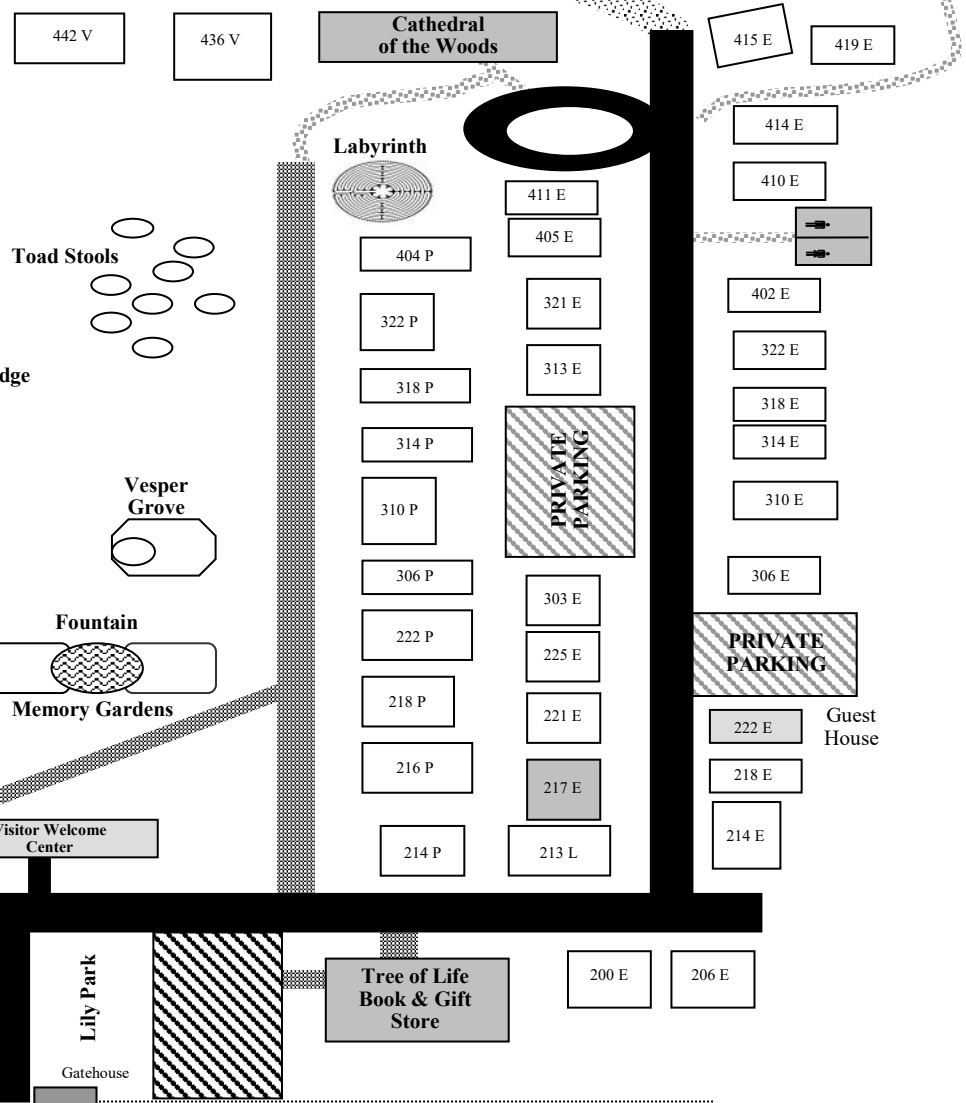 442 V
436 V
Cathedral
of the Woods
415 E
419 E
414 E
Labyrinth
410 E
411 E
405 E
404 P
Toad Stools
402 E
321 E
322 P
322 E
313 E
dge
318 P
318 E
314 P
314 E
PRIVATE
PARKING
Vesper
Grove
310 P
310 E
306 P
306 E
303 E
Fountain
222 P
225 E
PRIVATE
PARKING
Memory Gardens
218 P
221 E
222 E
Guest
House
216 P
217 E
218 E
Visitor Welcome
Center
214 P
213 L
214 E
Lily Park
Tree of Life
Book & Gift
Store
200 E
206 E
Gatehouse